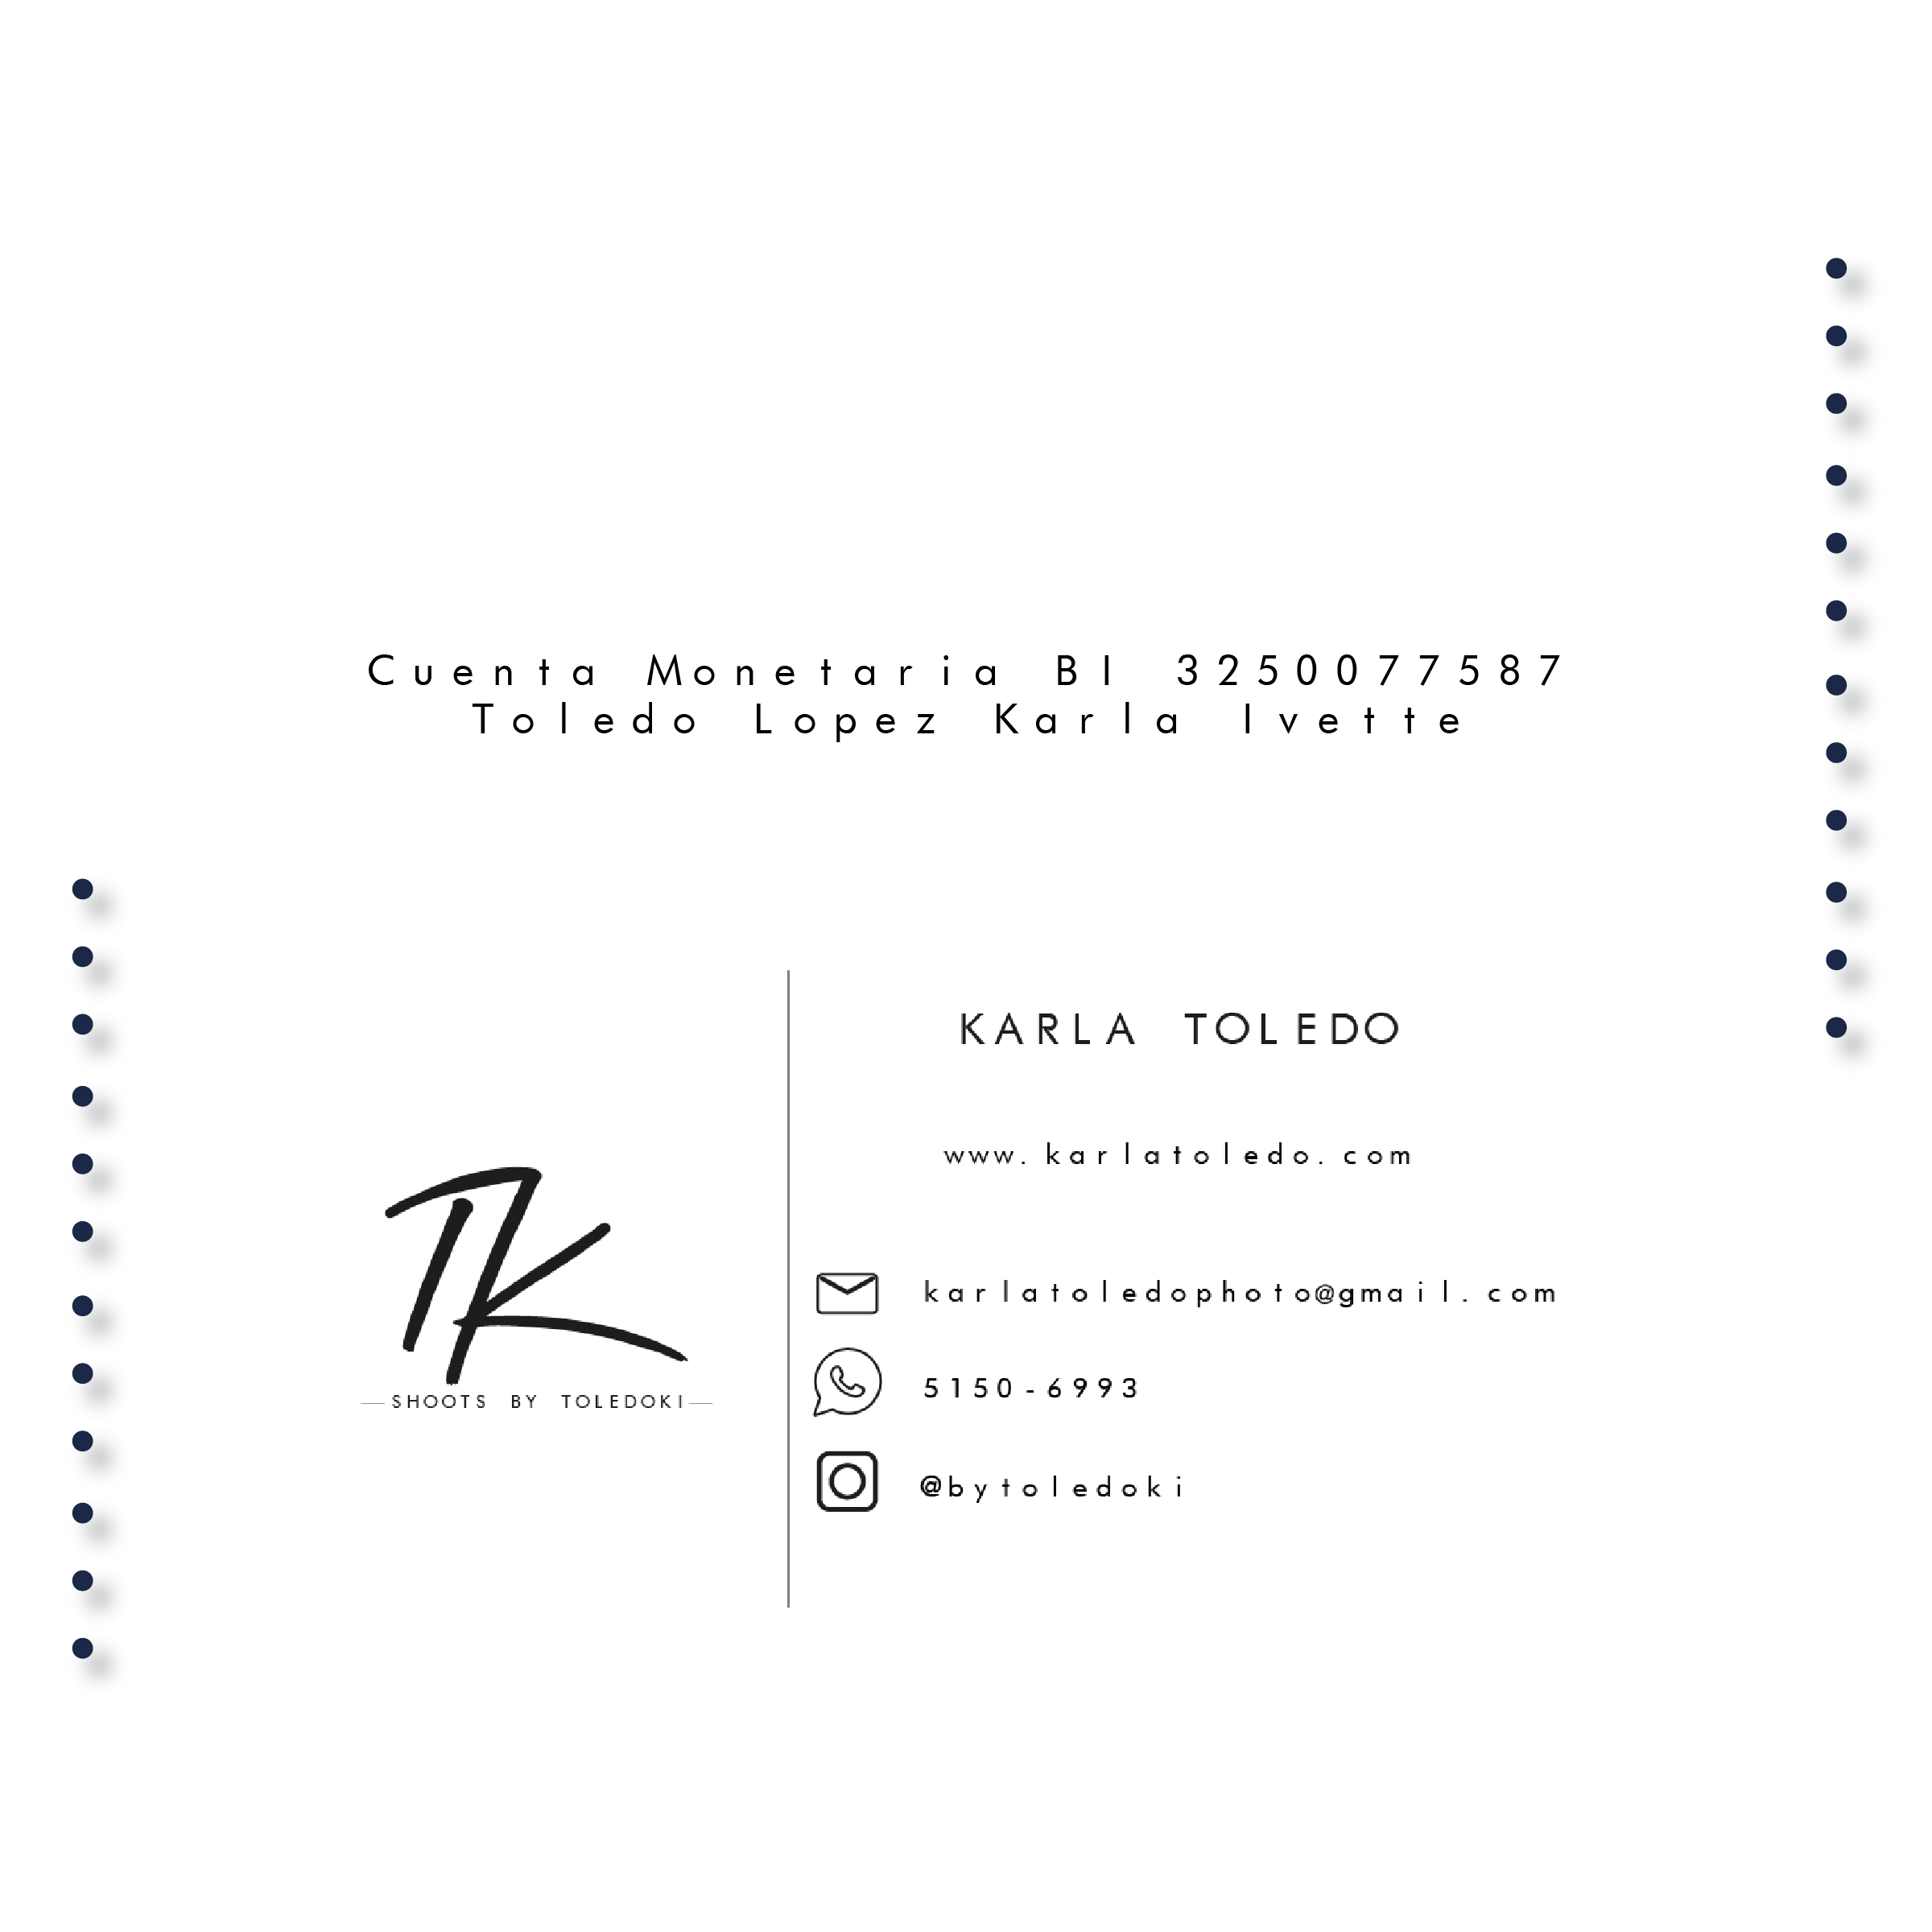 Cuenta Monetaria BI 3250077587
Toledo Lopez Karla Ivette
TK
SHOOTS BY TOLEDOKI
KARLA TOLEDO
www.karlatoledo.com
karlatoledophoto@gmail.com
5150-6993
@bytoledoki